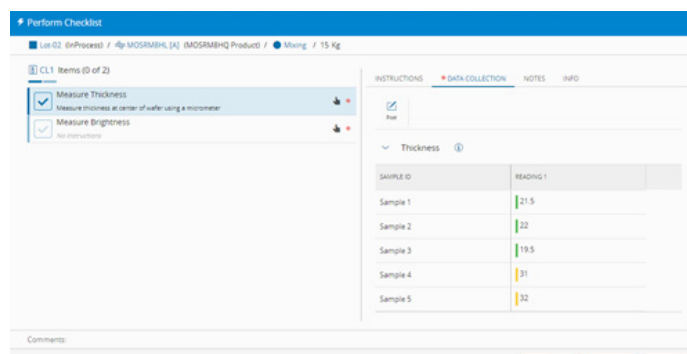 Perform Checklist
Lot-02 (InProcess) / MOSRM8HL [A] (MOSRM8HQ Product) / Mixing / 15 Kg
CL1 Items (0 of 2)
INSTRUCTIONS * DATA COLLECTION NOTES INFO
Measure Thickness
Measure thickness at center of wafer using a micrometer
Measure Brightness
No instructions
Post
Thickness
SAMPLE ID READING 1
Sample 1 21.5
Sample 2 22
Sample 3 19.5
Sample 4 31
Sample 5 32
Comments: